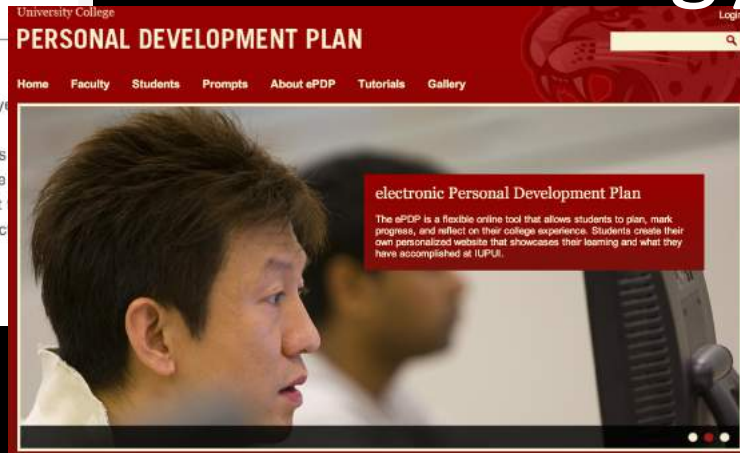 University College
Login
PERSONAL DEVELOPMENT PLAN
Home Faculty Students Prompts About ePDP Tutorials Gallery
electronic Personal Development Plan
The ePDP is a flexible online tool that allows students to plan, mark
progress, and reflect on their college experience. Students create their
own personalized website that showcases their learning and what they
have accomplished at IUPUI.